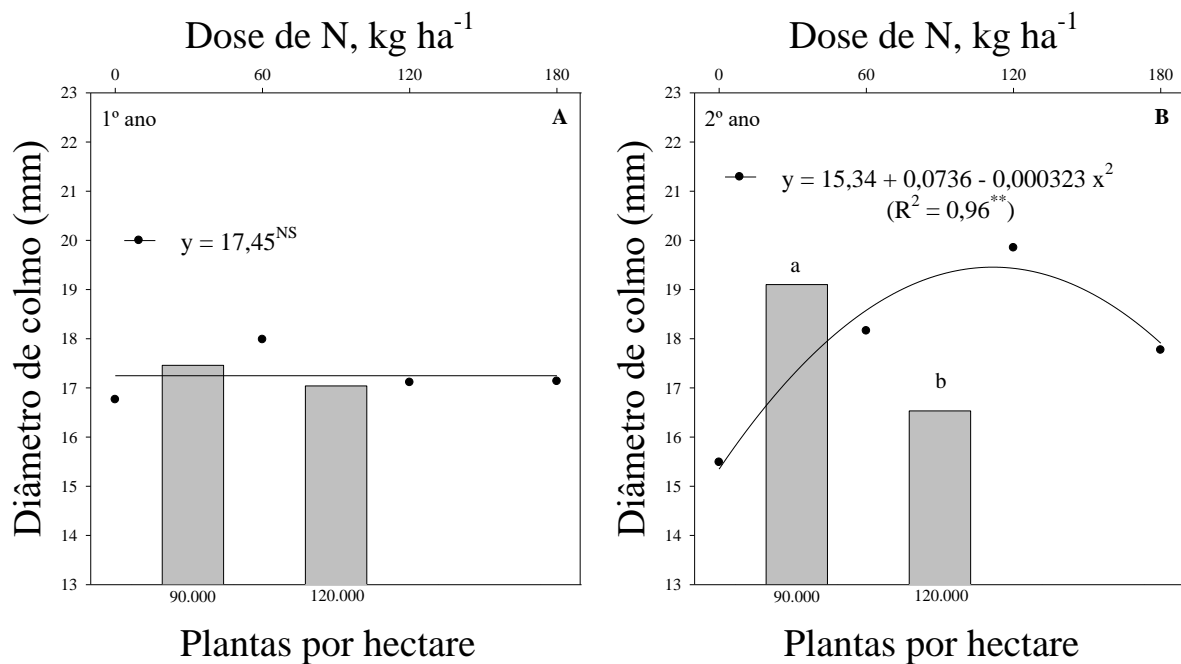 Dose de N, kg ha⁻¹
0 60 120 180
23
22
21
20
19
18
17
16
15
14
13
Diâmetro de colmo (mm)
1º ano A
y = 17,45ᴺˢ
90.000 120.000
Plantas por hectare
Dose de N, kg ha⁻¹
0 60 120 180
23
22
21
20
19
18
17
16
15
14
13
Diâmetro de colmo (mm)
2º ano B
y = 15,34 + 0,0736 - 0,000323 x²
(R² = 0,96**)
a
b
90.000 120.000
Plantas por hectare